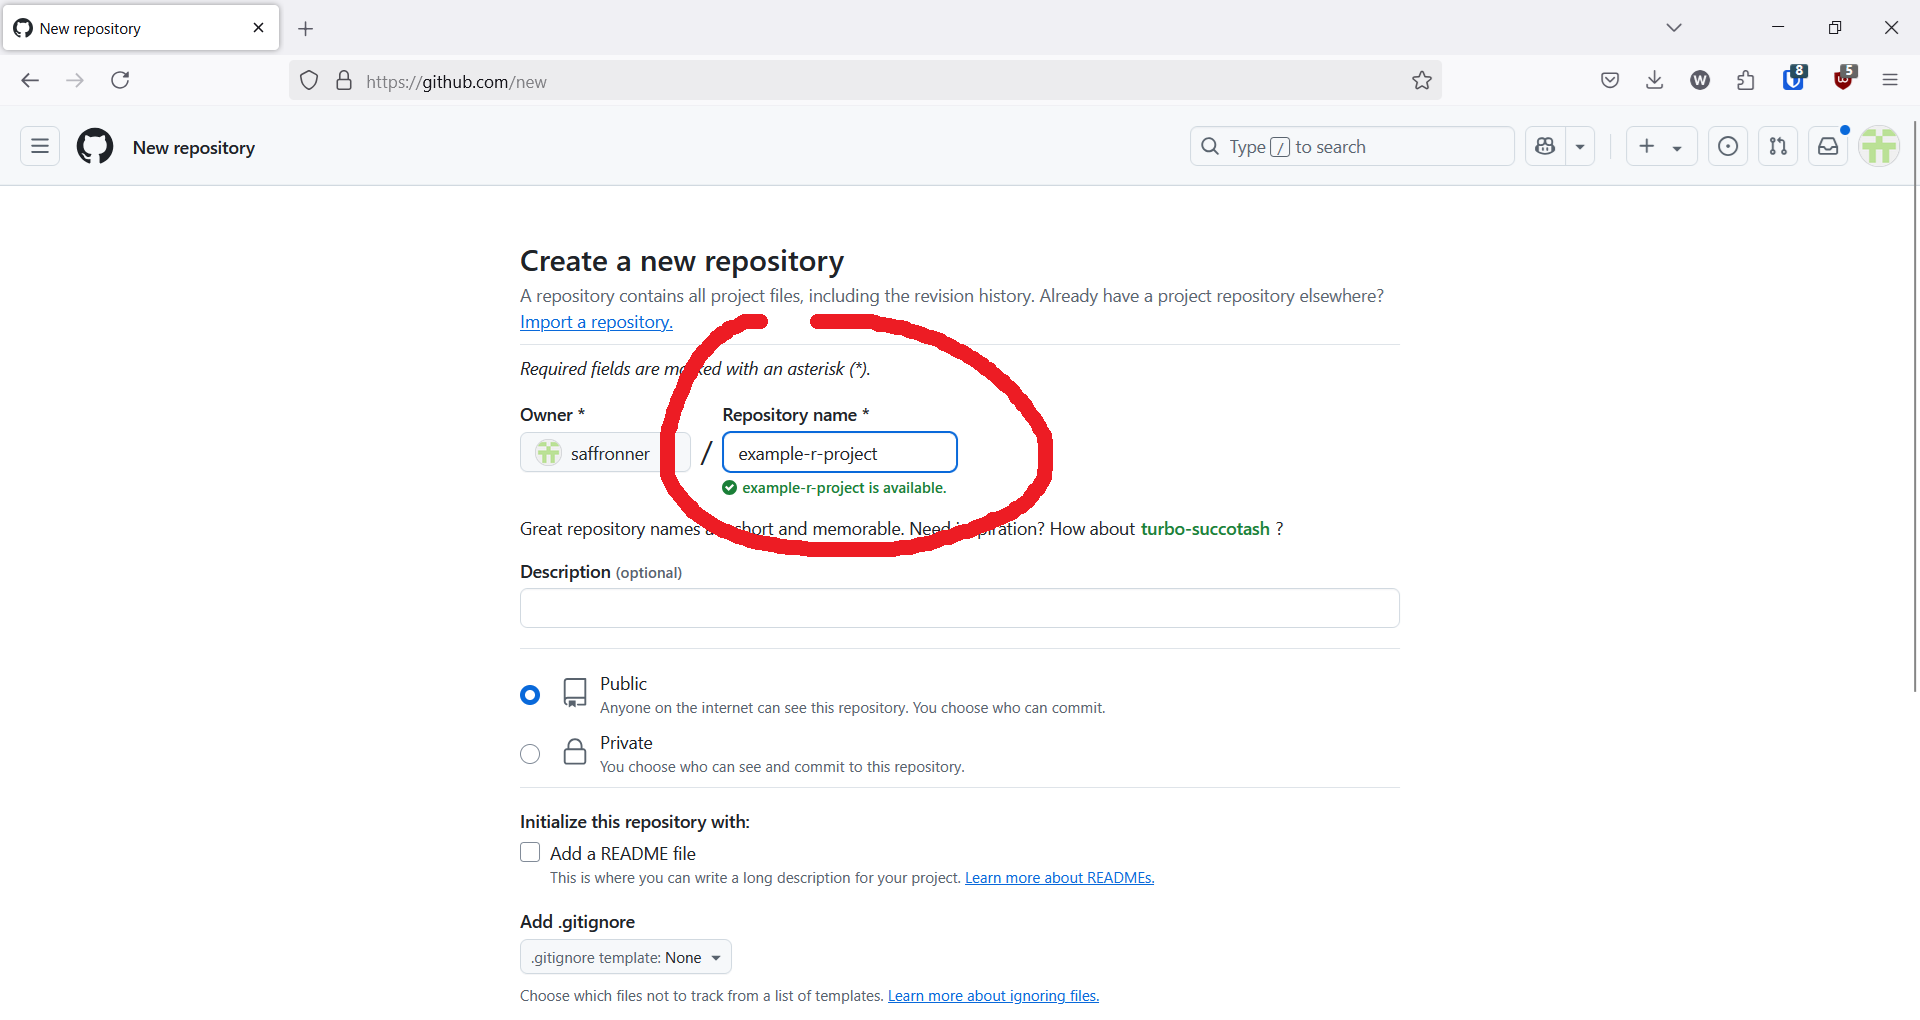 New repository
https://github.com/new
8
W
5
New repository
Type / to search
Create a new repository
A repository contains all project files, including the revision history. Already have a project repository elsewhere?
Import a repository.
Required fields are marked with an asterisk (*).
Owner *
Repository name *
saffronner / example-r-project
example-r-project is available.
Great repository names short and memorable. Need inspiration? How about turbo-succotash ?
Description (optional)
Public
Anyone on the internet can see this repository. You choose who can commit.
Private
You choose who can see and commit to this repository.
Initialize this repository with:
Add a README file
This is where you can write a long description for your project. Learn more about READMEs.
Add .gitignore
.gitignore template: None
Choose which files not to track from a list of templates. Learn more about ignoring files.